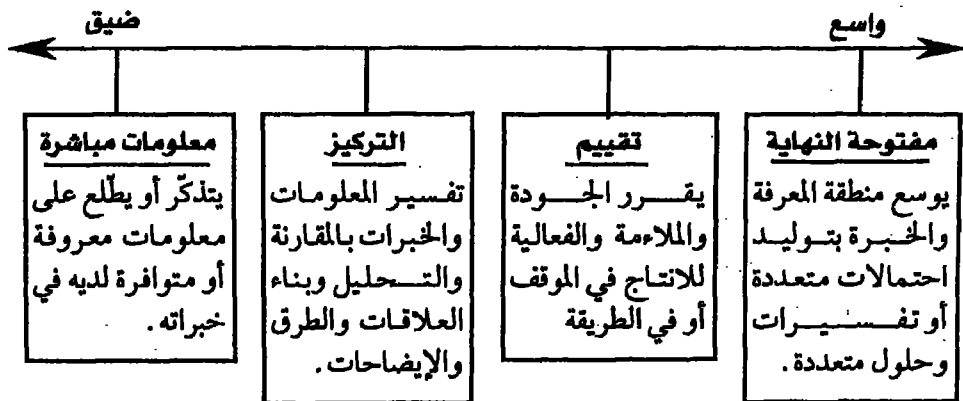 واسع
ضيق
مفتوحة النهاية
يوسع منطقة المعرفة
والخبرة بتوليد
احتمالات متعددة
أو تفسيرات
وحلول متعددة.
تقييم
يقرر الجودة
والملاءمة والفعالية
للانتاج في الموقف
أو في الطريقة
التركيز
تفسير المعلومات
والخبرات بالمقارنة
والتحليل وبناء
العلاقات والطرق
والإيضاحات.
معلومات مباشرة
يتذكّر أو يطّلع على
معلومات معروفة
أو متوافرة لديه في
خبراته.